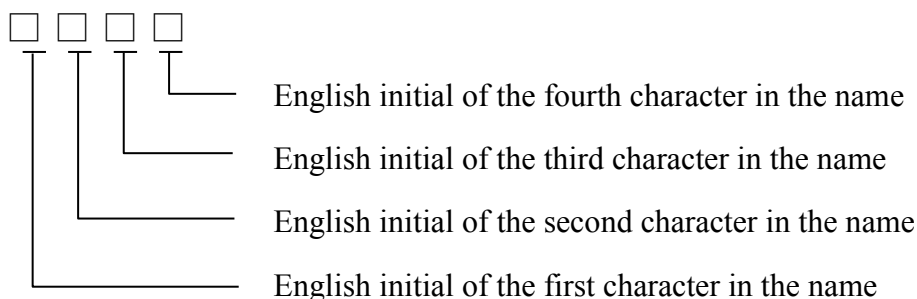 English initial of the fourth character in the name
English initial of the third character in the name
English initial of the second character in the name
English initial of the first character in the name